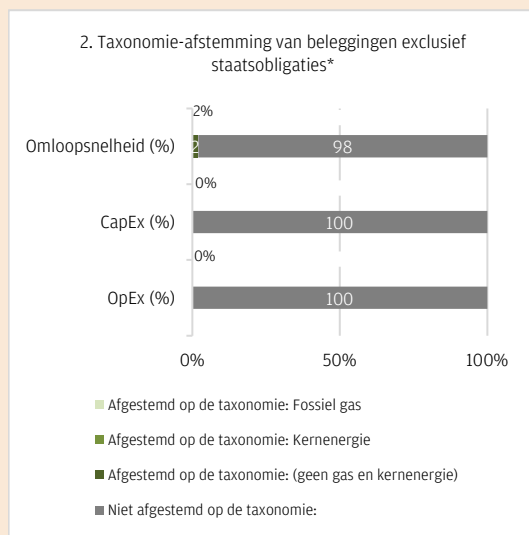 2. Taxonomie-afstemming van beleggingen exclusief
staatsobligaties*
2%
Omloopsnelheid (%)
2
98
0%
CapEx (%)
100
0%
OpEx (%)
100
0%
50%
100%
Afgestemd op de taxonomie: Fossiel gas
Afgestemd op de taxonomie: Kernenergie
Afgestemd op de taxonomie: (geen gas en kernenergie)
Niet afgestemd op de taxonomie: